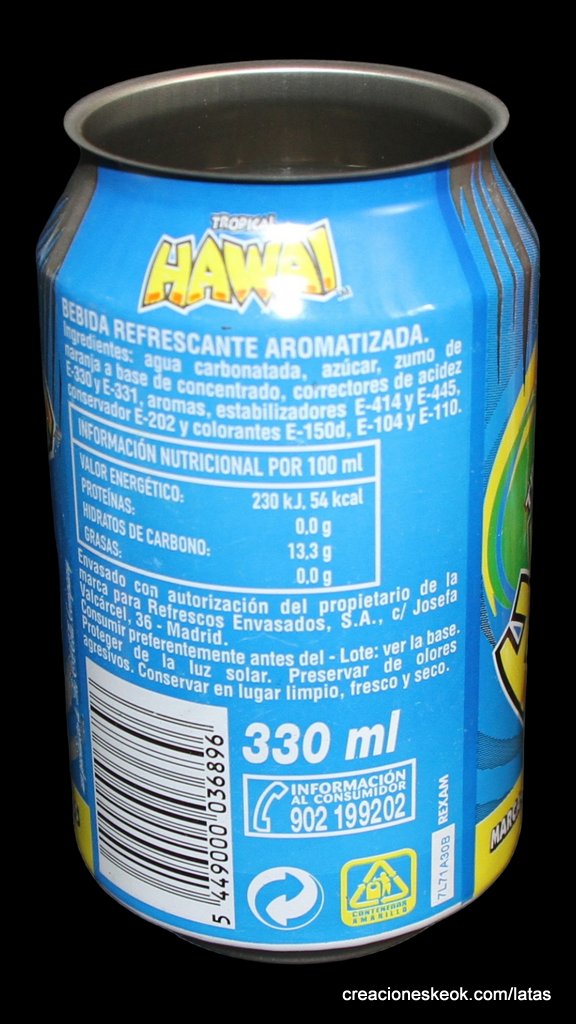 TROPICAL
HAWAI
BEBIDA REFRESCANTE AROMATIZADA.
Ingredientes: agua carbonatada, azúcar, zumo de
naranja a base de concentrado, correctores de acidez
E-330 y E-331, aromas, estabilizadores E-414 y E-445,
conservador E-202 y colorantes E-150d, E-104 y E-110.
INFORMACIÓN NUTRICIONAL POR 100 ml
VALOR ENERGÉTICO: 230 kJ, 54 kcal
PROTEÍNAS: 0,0 g
HIDRATOS DE CARBONO: 13,3 g
GRASAS: 0,0 g
Envasado con autorización del propietario de la
marca para Refrescos Envasados, S.A., c/ Josefa
Valcárcel, 36 - Madrid.
Consumir preferentemente antes del - Lote: ver la base.
Proteger de la luz solar. Preservar de olores
agresivos. Conservar en lugar limpio, fresco y seco.
5 449000 036896
330 ml
INFORMACIÓN
AL CONSUMIDOR
902 199202
CONTENEDOR
AMARILLO
7L71A30B REXAM
creacioneskeok.com/latas